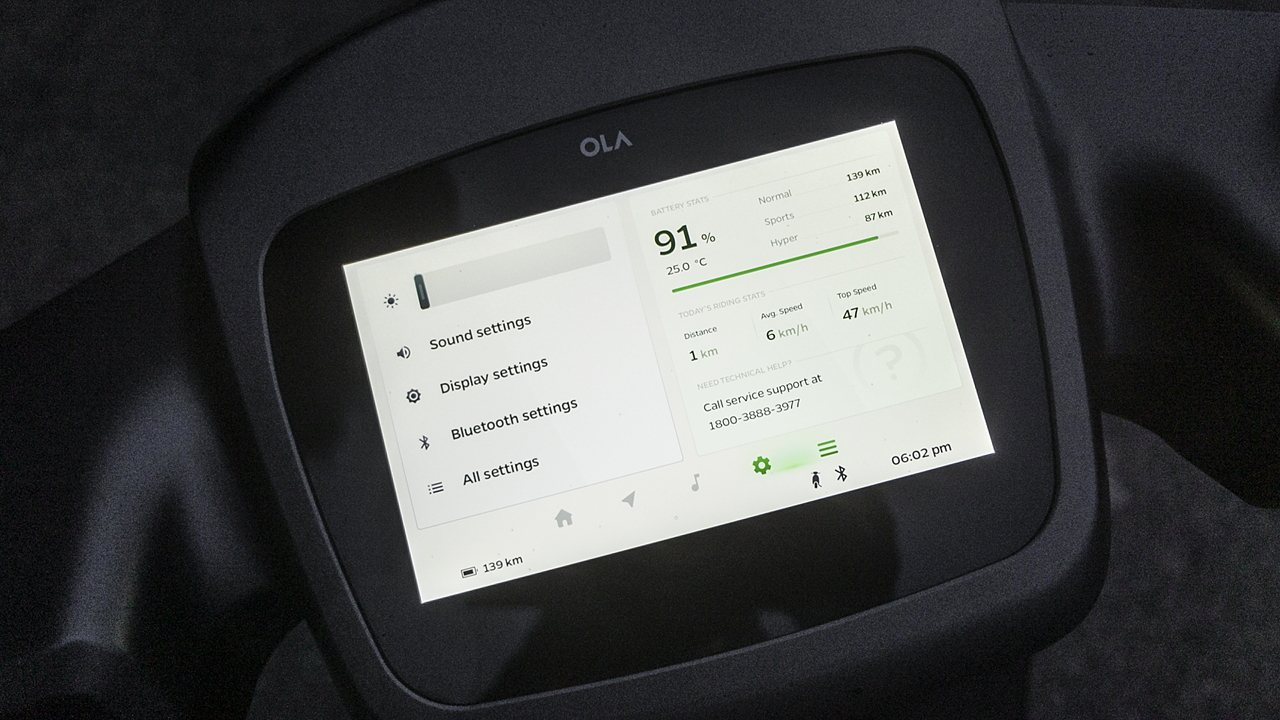 OLA
Sound settings
Display settings
Bluetooth settings
All settings
BATTERY STATS
91 %
25.0 °C
Normal 139 km
Sports 112 km
Hyper 87 km
TODAY'S RIDING STATS
Distance
1 km
Avg. Speed
6 km/h
Top Speed
47 km/h
NEED TECHNICAL HELP?
Call service support at
1800-3888-3977
139 km
06:02 pm